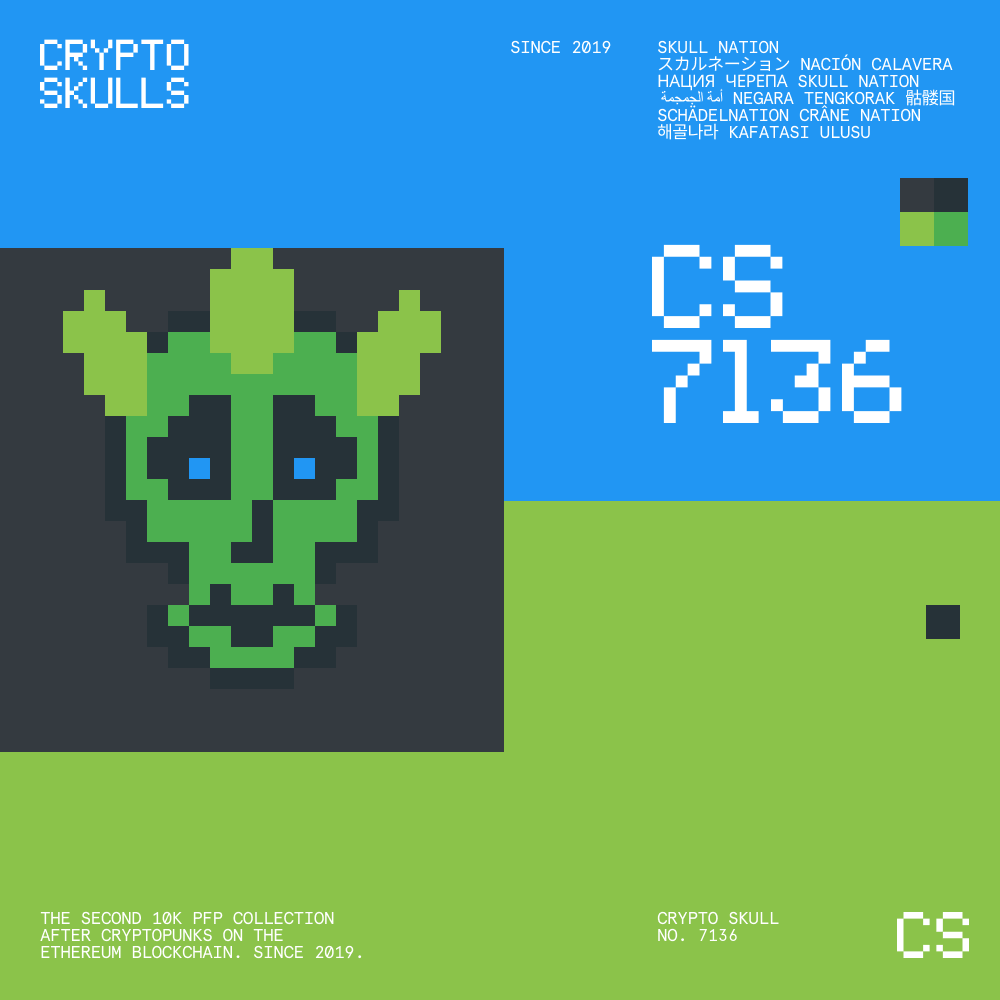 CRYPTO
SKULLS
SINCE 2019
SKULL NATION
スカルネーション NACIÓN CALAVERA
НАЦИЯ ЧЕРЕПА SKULL NATION
أمة الجمجمة NEGARA TENGKORAK 骷髅国
SCHÄDELNATION CRÂNE NATION
해골나라 KAFATASI ULUSU
CS
7136
THE SECOND 10K PFP COLLECTION
AFTER CRYPTOPUNKS ON THE
ETHEREUM BLOCKCHAIN. SINCE 2019.
CRYPTO SKULL
NO. 7136
CS